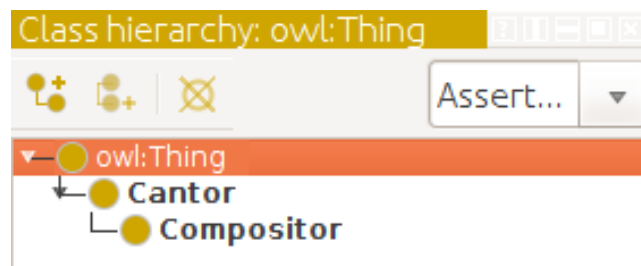 Class hierarchy: owl:Thing
Assert...
owl:Thing
Cantor
Compositor